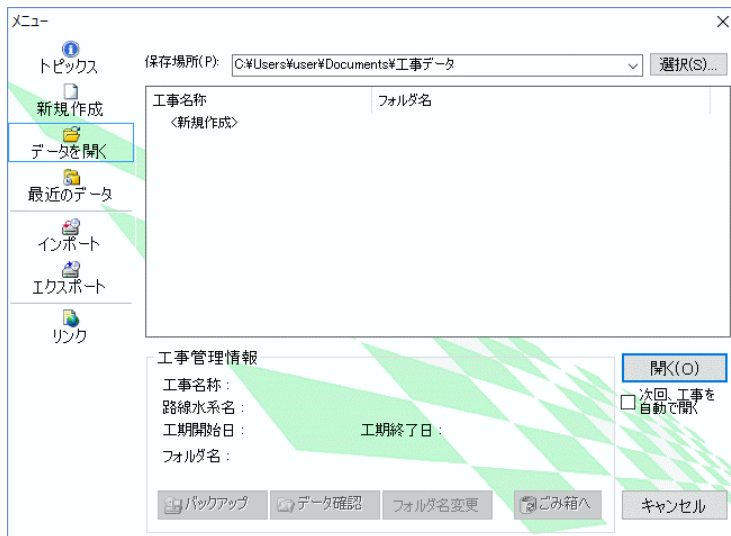 メニュー
トピックス
新規作成
データを開く
最近のデータ
インポート
エクスポート
リンク
保存場所(P):
C:¥Users¥user¥Documents¥工事データ
選択(S)...
工事名称 フォルダ名
<新規作成>
工事管理情報
工事名称 :
路線水系名 :
工期開始日 : 工期終了日 :
フォルダ名 :
バックアップ データ確認 フォルダ名変更 ごみ箱へ
開く(O)
次回、工事を
自動で開く
キャンセル